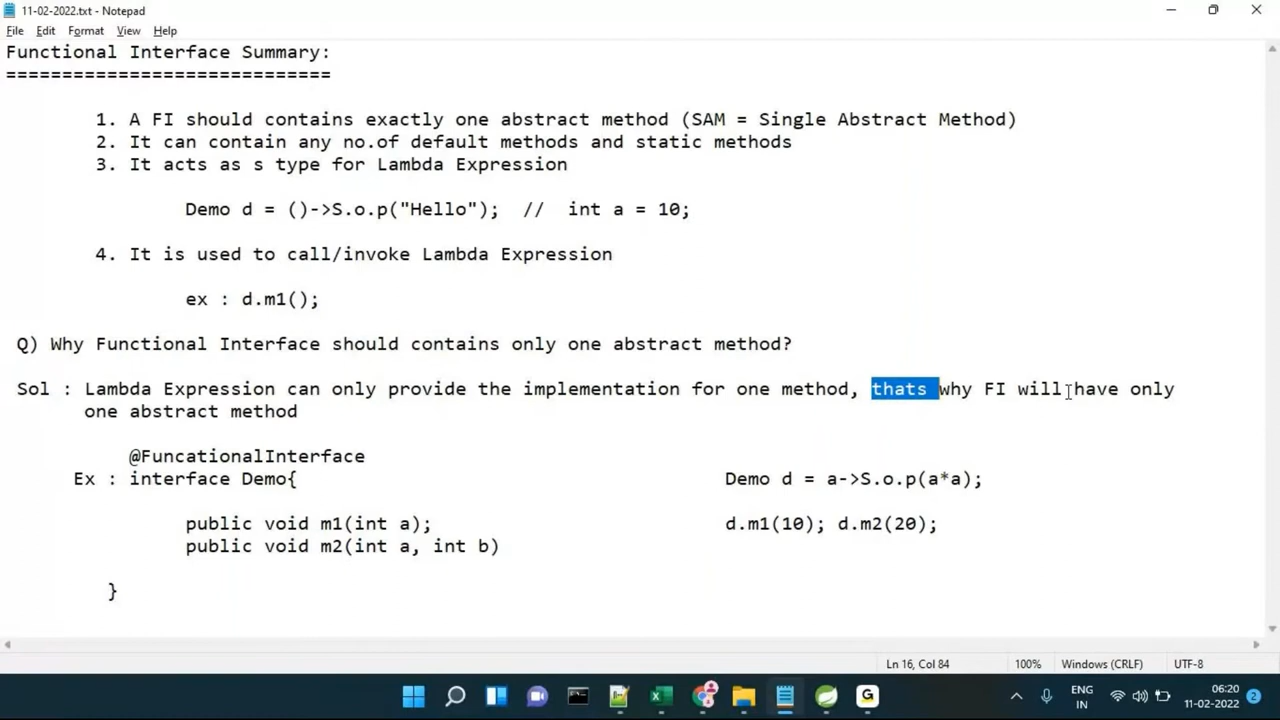 11-02-2022.txt - Notepad
File Edit Format View Help
Functional Interface Summary:
=============================
1. A FI should contains exactly one abstract method (SAM = Single Abstract Method)
2. It can contain any no.of default methods and static methods
3. It acts as s type for Lambda Expression
Demo d = ()->S.o.p("Hello"); // int a = 10;
4. It is used to call/invoke Lambda Expression
ex : d.m1();
Q) Why Functional Interface should contains only one abstract method?
Sol : Lambda Expression can only provide the implementation for one method, thats why FI will have only
one abstract method
@FuncationalInterface
Ex : interface Demo{ Demo d = a->S.o.p(a*a);
public void m1(int a); d.m1(10); d.m2(20);
public void m2(int a, int b)
}
Ln 16, Col 84 100% Windows (CRLF) UTF-8
ENG 06:20
IN 11-02-2022 2